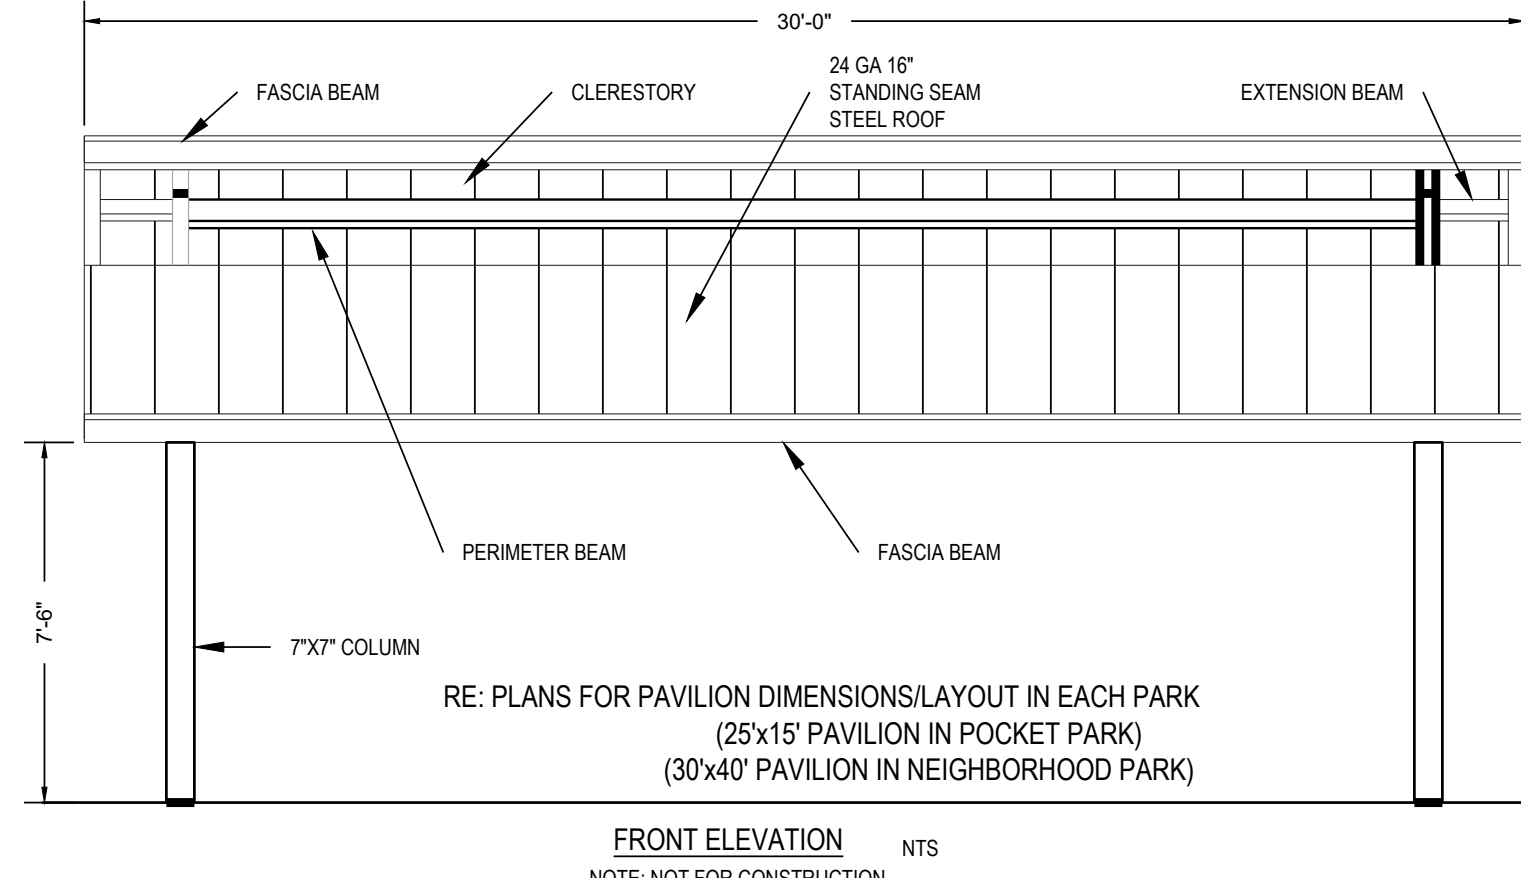 30'-0"
24 GA 16"
STANDING SEAM
STEEL ROOF
FASCIA BEAM
CLERESTORY
EXTENSION BEAM
PERIMETER BEAM
FASCIA BEAM
7'-6"
7"X7" COLUMN
RE: PLANS FOR PAVILION DIMENSIONS/LAYOUT IN EACH PARK
(25'x15' PAVILION IN POCKET PARK)
(30'x40' PAVILION IN NEIGHBORHOOD PARK)
FRONT ELEVATION NTS
NOTE: NOT FOR CONSTRUCTION